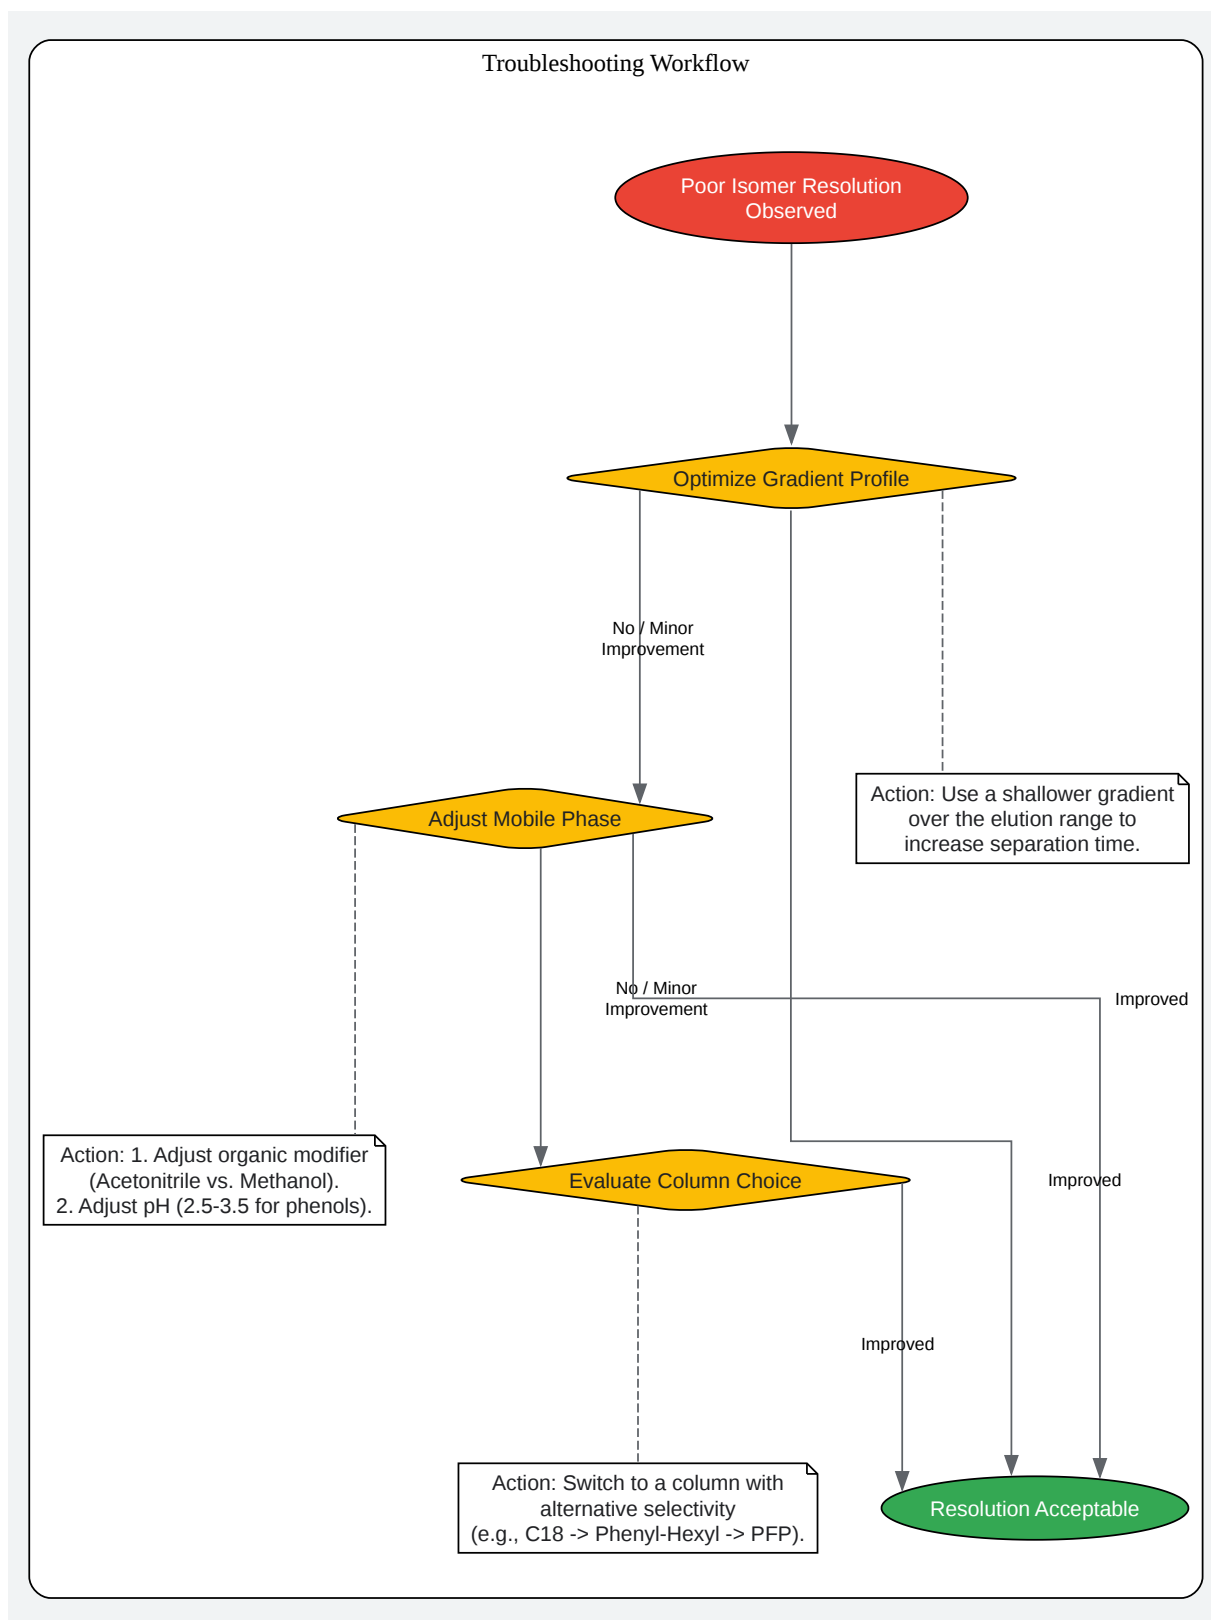 Troubleshooting Workflow
Poor Isomer Resolution
Observed
Optimize Gradient Profile
No / Minor
Improvement
Action: Use a shallower gradient
over the elution range to
increase separation time.
Adjust Mobile Phase
No / Minor
Improvement
Improved
Action: 1. Adjust organic modifier
(Acetonitrile vs. Methanol).
2. Adjust pH (2.5-3.5 for phenols).
Evaluate Column Choice
Improved
Improved
Action: Switch to a column with
alternative selectivity
(e.g., C18 -> Phenyl-Hexyl -> PFP).
Resolution Acceptable